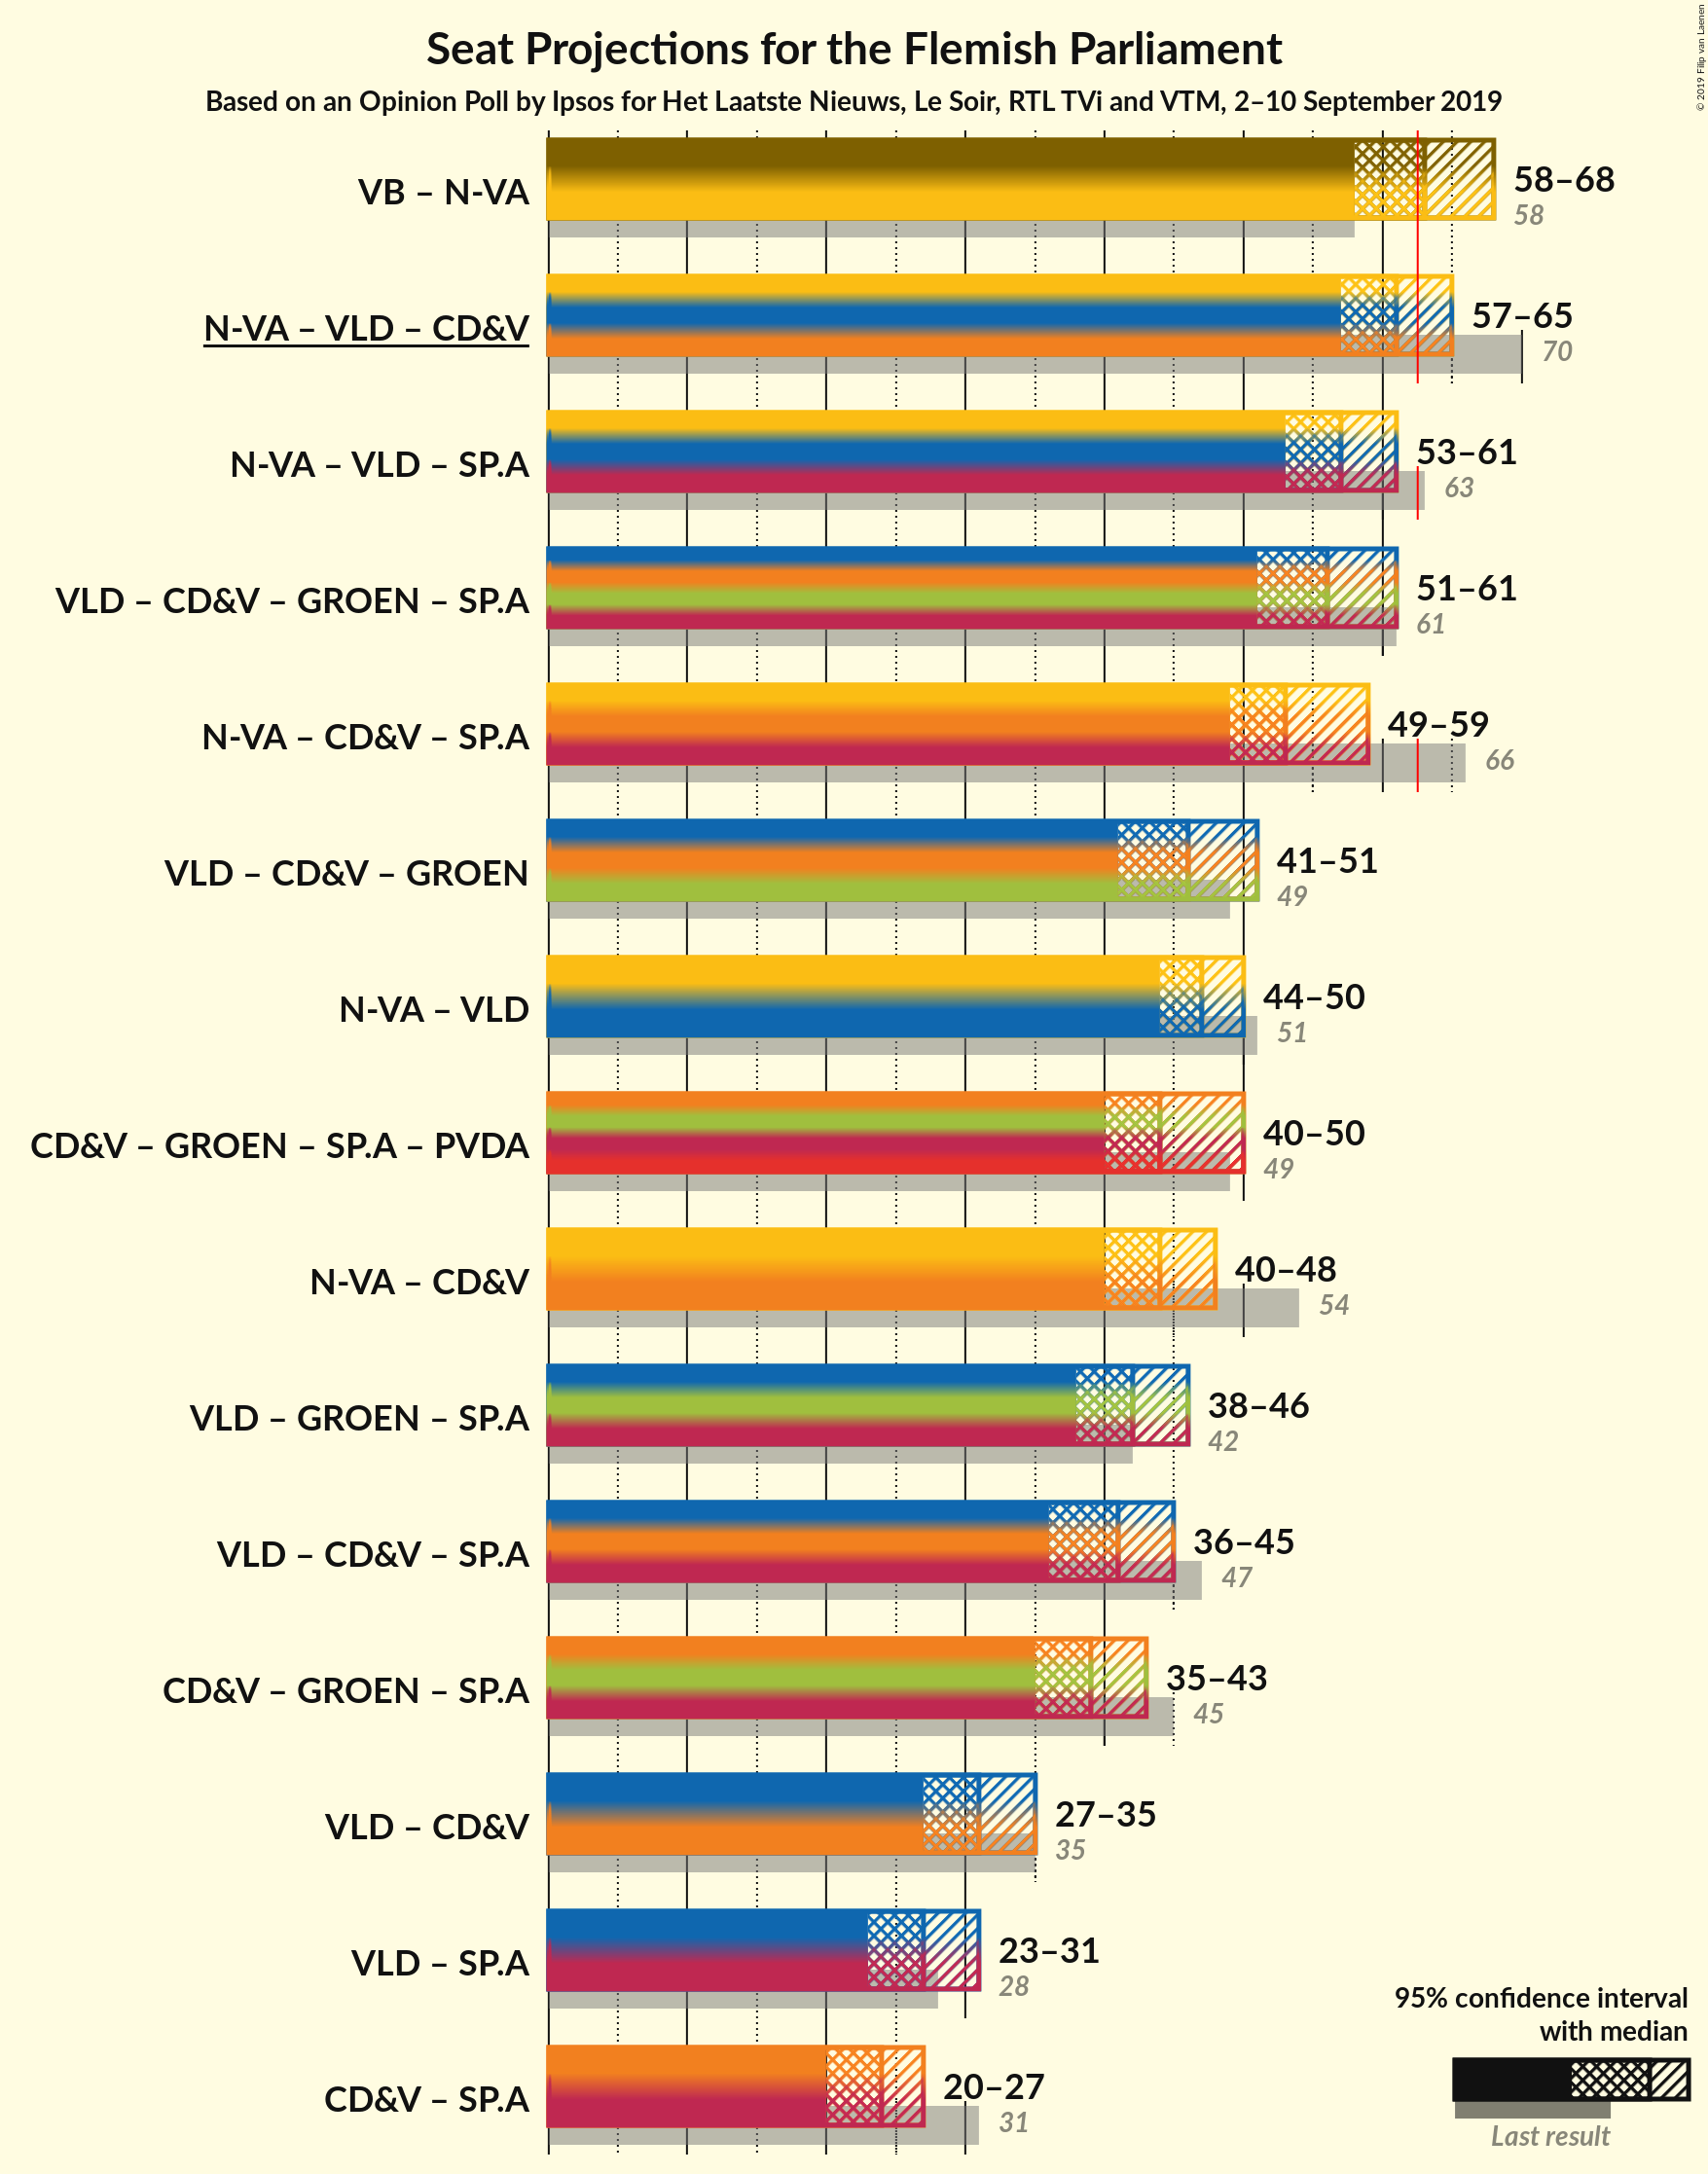 Seat Projections for the Flemish Parliament
Based on an Opinion Poll by Ipsos for Het Laatste Nieuws, Le Soir, RTL TVi and VTM, 2–10 September 2019
© 2019 Filip van Laenen
VB – N-VA
58–68
58
N-VA – VLD – CD&V
57–65
70
N-VA – VLD – SP.A
53–61
63
VLD – CD&V – GROEN – SP.A
51–61
61
N-VA – CD&V – SP.A
49–59
66
VLD – CD&V – GROEN
41–51
49
N-VA – VLD
44–50
51
CD&V – GROEN – SP.A – PVDA
40–50
49
N-VA – CD&V
40–48
54
VLD – GROEN – SP.A
38–46
42
VLD – CD&V – SP.A
36–45
47
CD&V – GROEN – SP.A
35–43
45
VLD – CD&V
27–35
35
VLD – SP.A
23–31
28
CD&V – SP.A
20–27
31
95% confidence interval
with median
Last result